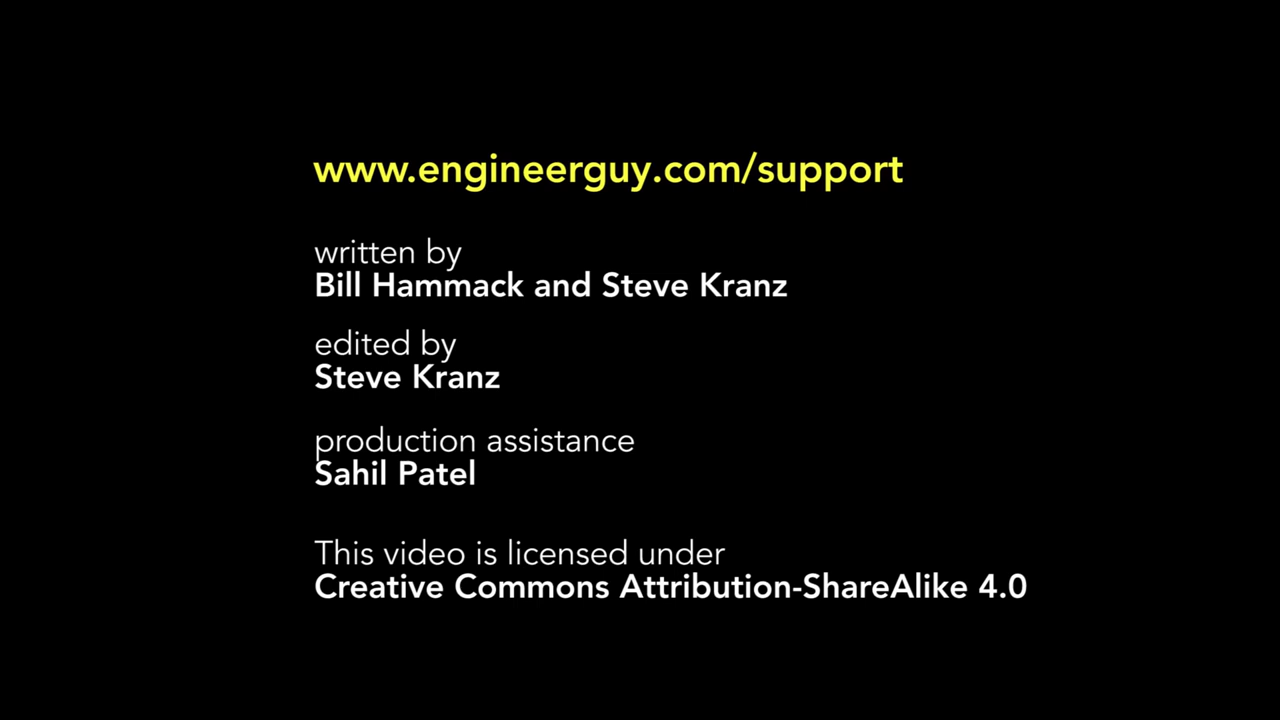 www.engineerguy.com/support
written by
Bill Hammack and Steve Kranz
edited by
Steve Kranz
production assistance
Sahil Patel
This video is licensed under
Creative Commons Attribution-ShareAlike 4.0